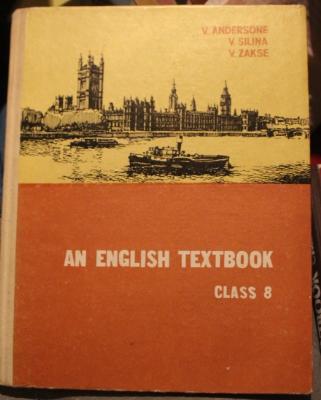 V. ANDERSONE
V. SILIŅA
V. ZAKSE
AN ENGLISH TEXTBOOK
CLASS 8